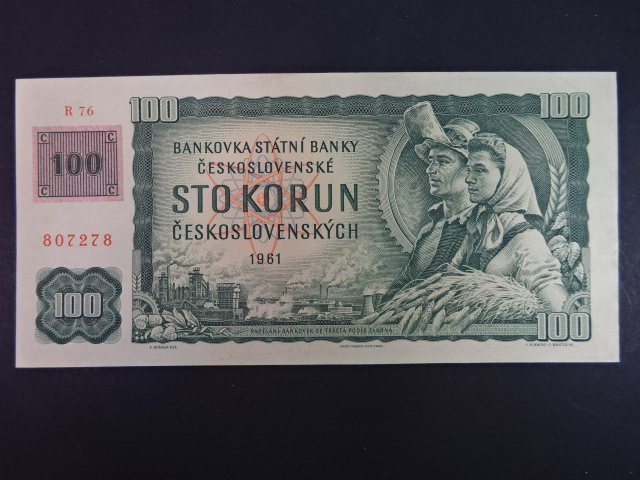 R 76
100
100
C C
100
C C
BANKOVKA STÁTNÍ BANKY
ČESKOSLOVENSKÉ
STO KORUN
ČESKOSLOVENSKÝCH
1961
807278
100
100
PADĚLÁNÍ BANKOVEK SE TRESTÁ PODLE ZÁKONA